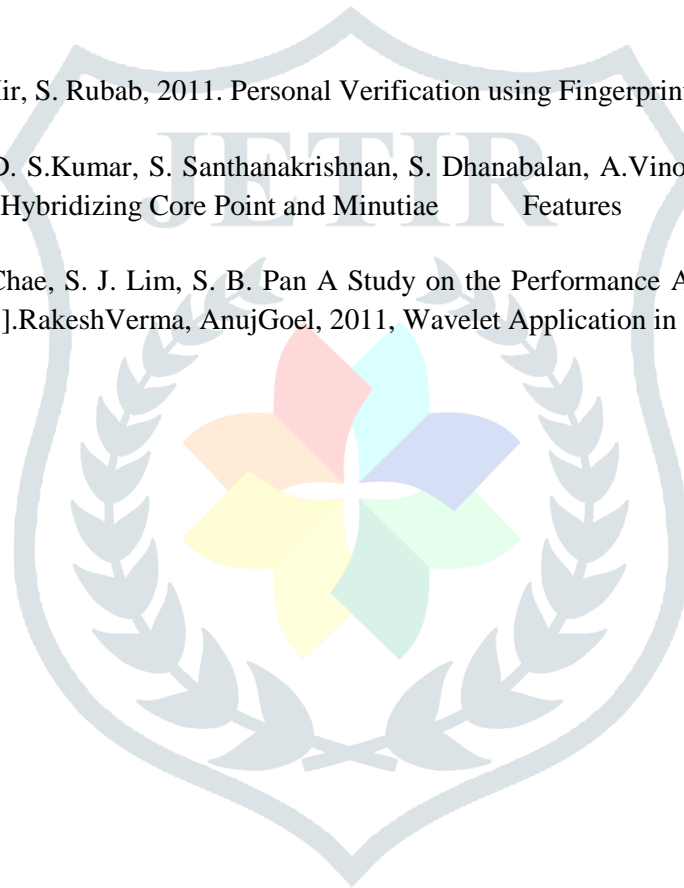 ir, S. Rubab, 2011. Personal Verification using Fingerprint
JETIR
D. S.Kumar, S. Santhanakrishnan, S. Dhanabalan, A.Vino
Hybridizing Core Point and Minutiae Features
Chae, S. J. Lim, S. B. Pan A Study on the Performance A
].RakeshVerma, AnujGoel, 2011, Wavelet Application in